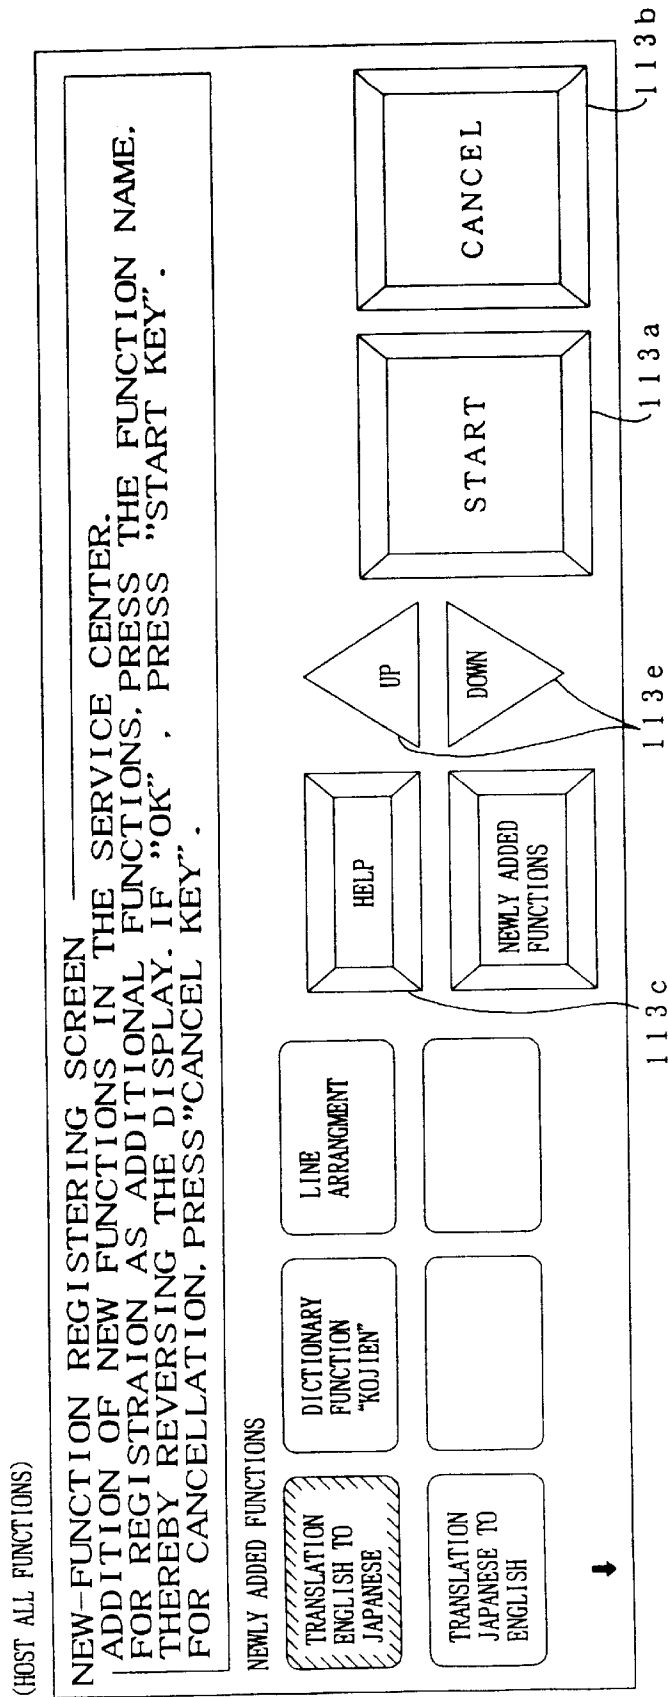 (HOST ALL FUNCTIONS)
NEW-FUNCTION REGISTERING SCREEN
ADDITION OF NEW FUNCTIONS IN THE SERVICE CENTER.
FOR REGISTRAION AS ADDITIONAL FUNCTIONS, PRESS THE FUNCTION NAME,
THEREBY REVERSING THE DISPLAY. IF "OK", PRESS "START KEY".
FOR CANCELLATION, PRESS "CANCEL KEY".
NEWLY ADDED FUNCTIONS
TRANSLATION
ENGLISH TO
JAPANESE
DICTIONARY
FUNCTION
"KOJIEN"
LINE
ARRANGMENT
HELP
UP
START
CANCEL
TRANSLATION
JAPANESE TO
ENGLISH
NEWLY ADDED
FUNCTIONS
DOWN
113c
113e
113a
113b